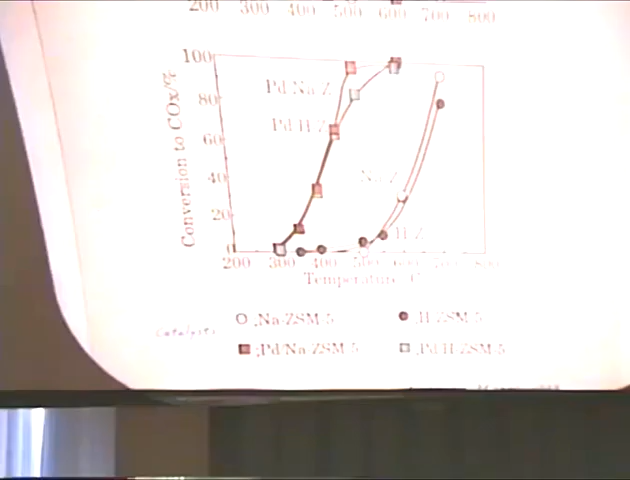 200 300 400 500 600 700 800
100
Pd Na Z
80
Pd H Z
60
Na Z
40
20
H Z
0
200 300 400 500 600 700 800
Conversion to COx/%
Temperature/
○ ;Na ZSM 5 ● ;H ZSM 5
Catalysts
;Pd/Na ZSM 5 ;Pd/H ZSM 5